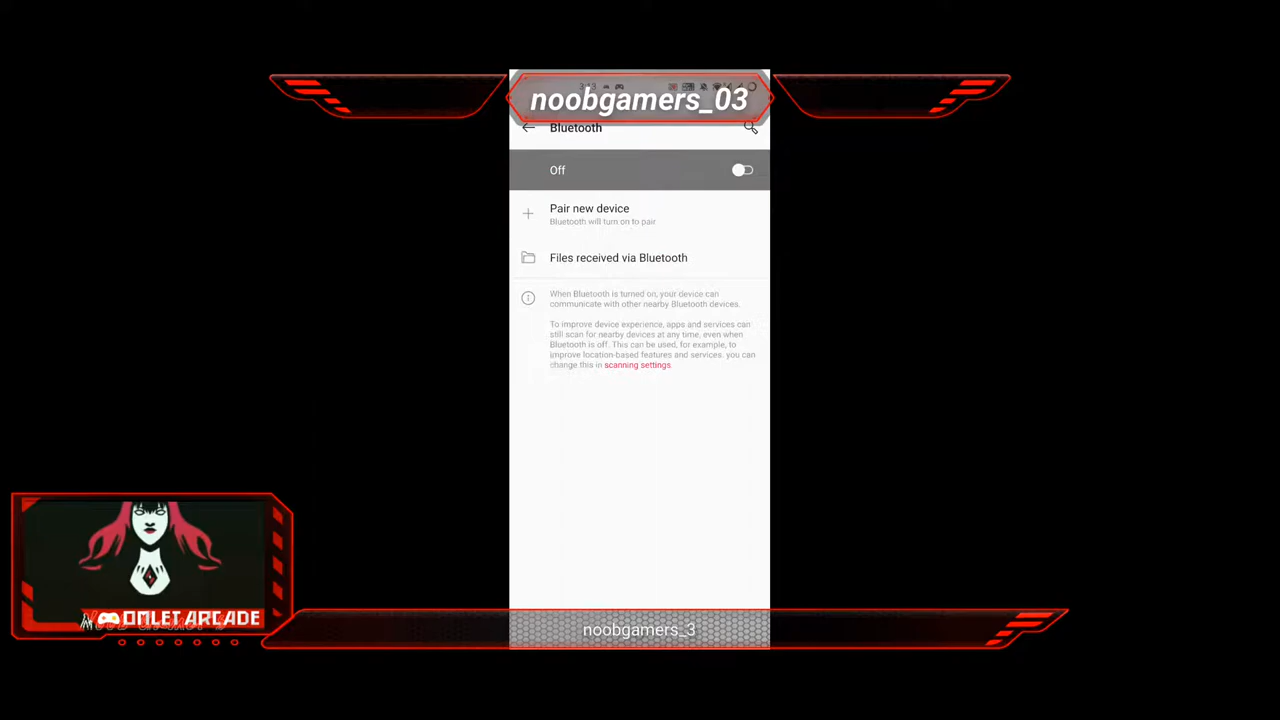 noobgamers_03
Bluetooth
Off
Pair new device
Bluetooth will turn on to pair
Files received via Bluetooth
When Bluetooth is turned on, your device can
communicate with other nearby Bluetooth devices.
To improve device experience, apps and services can
still scan for nearby devices at any time, even when
Bluetooth is off. This can be used, for example, to
improve location-based features and services. you can
change this in scanning settings.
OMLET ARCADE
noobgamers_3